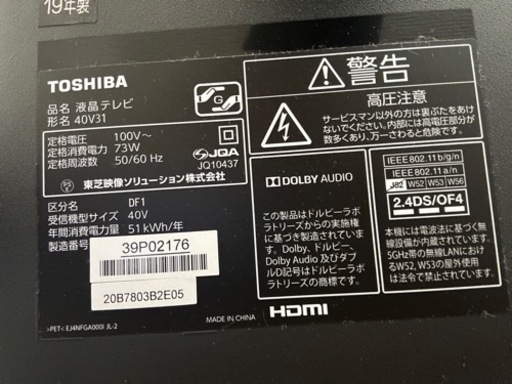 19年製
TOSHIBA
品名 液晶テレビ
形名 40V31
定格電圧 100V～
定格消費電力 73W
定格周波数 50/60 Hz
JQA
JQ10437
G
東芝映像ソリューション株式会社
区分名 DF1
受信機型サイズ 40V
年間消費電力量 51kWh/年
製造番号
39P02176
20B7803B2E05
>PET< EJ4NFGA000I JL-2
警告
高圧注意
サービスマン以外の方は裏ぶたをあけ
ないでください。内部には高電圧部分が
数多くあり、万一さわると危険です。
DOLBY AUDIO
この製品はドルビーラボ
ラトリーズからの実施権
に基づき製造されています。
Dolby、ドルビー、
Dolby Audio 及びダブル
D記号はドルビーラボラ
トリーズの商標です。
HDMI
MADE IN CHINA
IEEE802.11b/g/n
IEEE802.11a/n
J52 W52 W53 W56
2.4DS/OF4
本機には電波法に基づく無
線設備が内蔵されています。
5GHz帯の無線LANにおけ
るW52、W53の屋外使用
は法令で禁止されています。